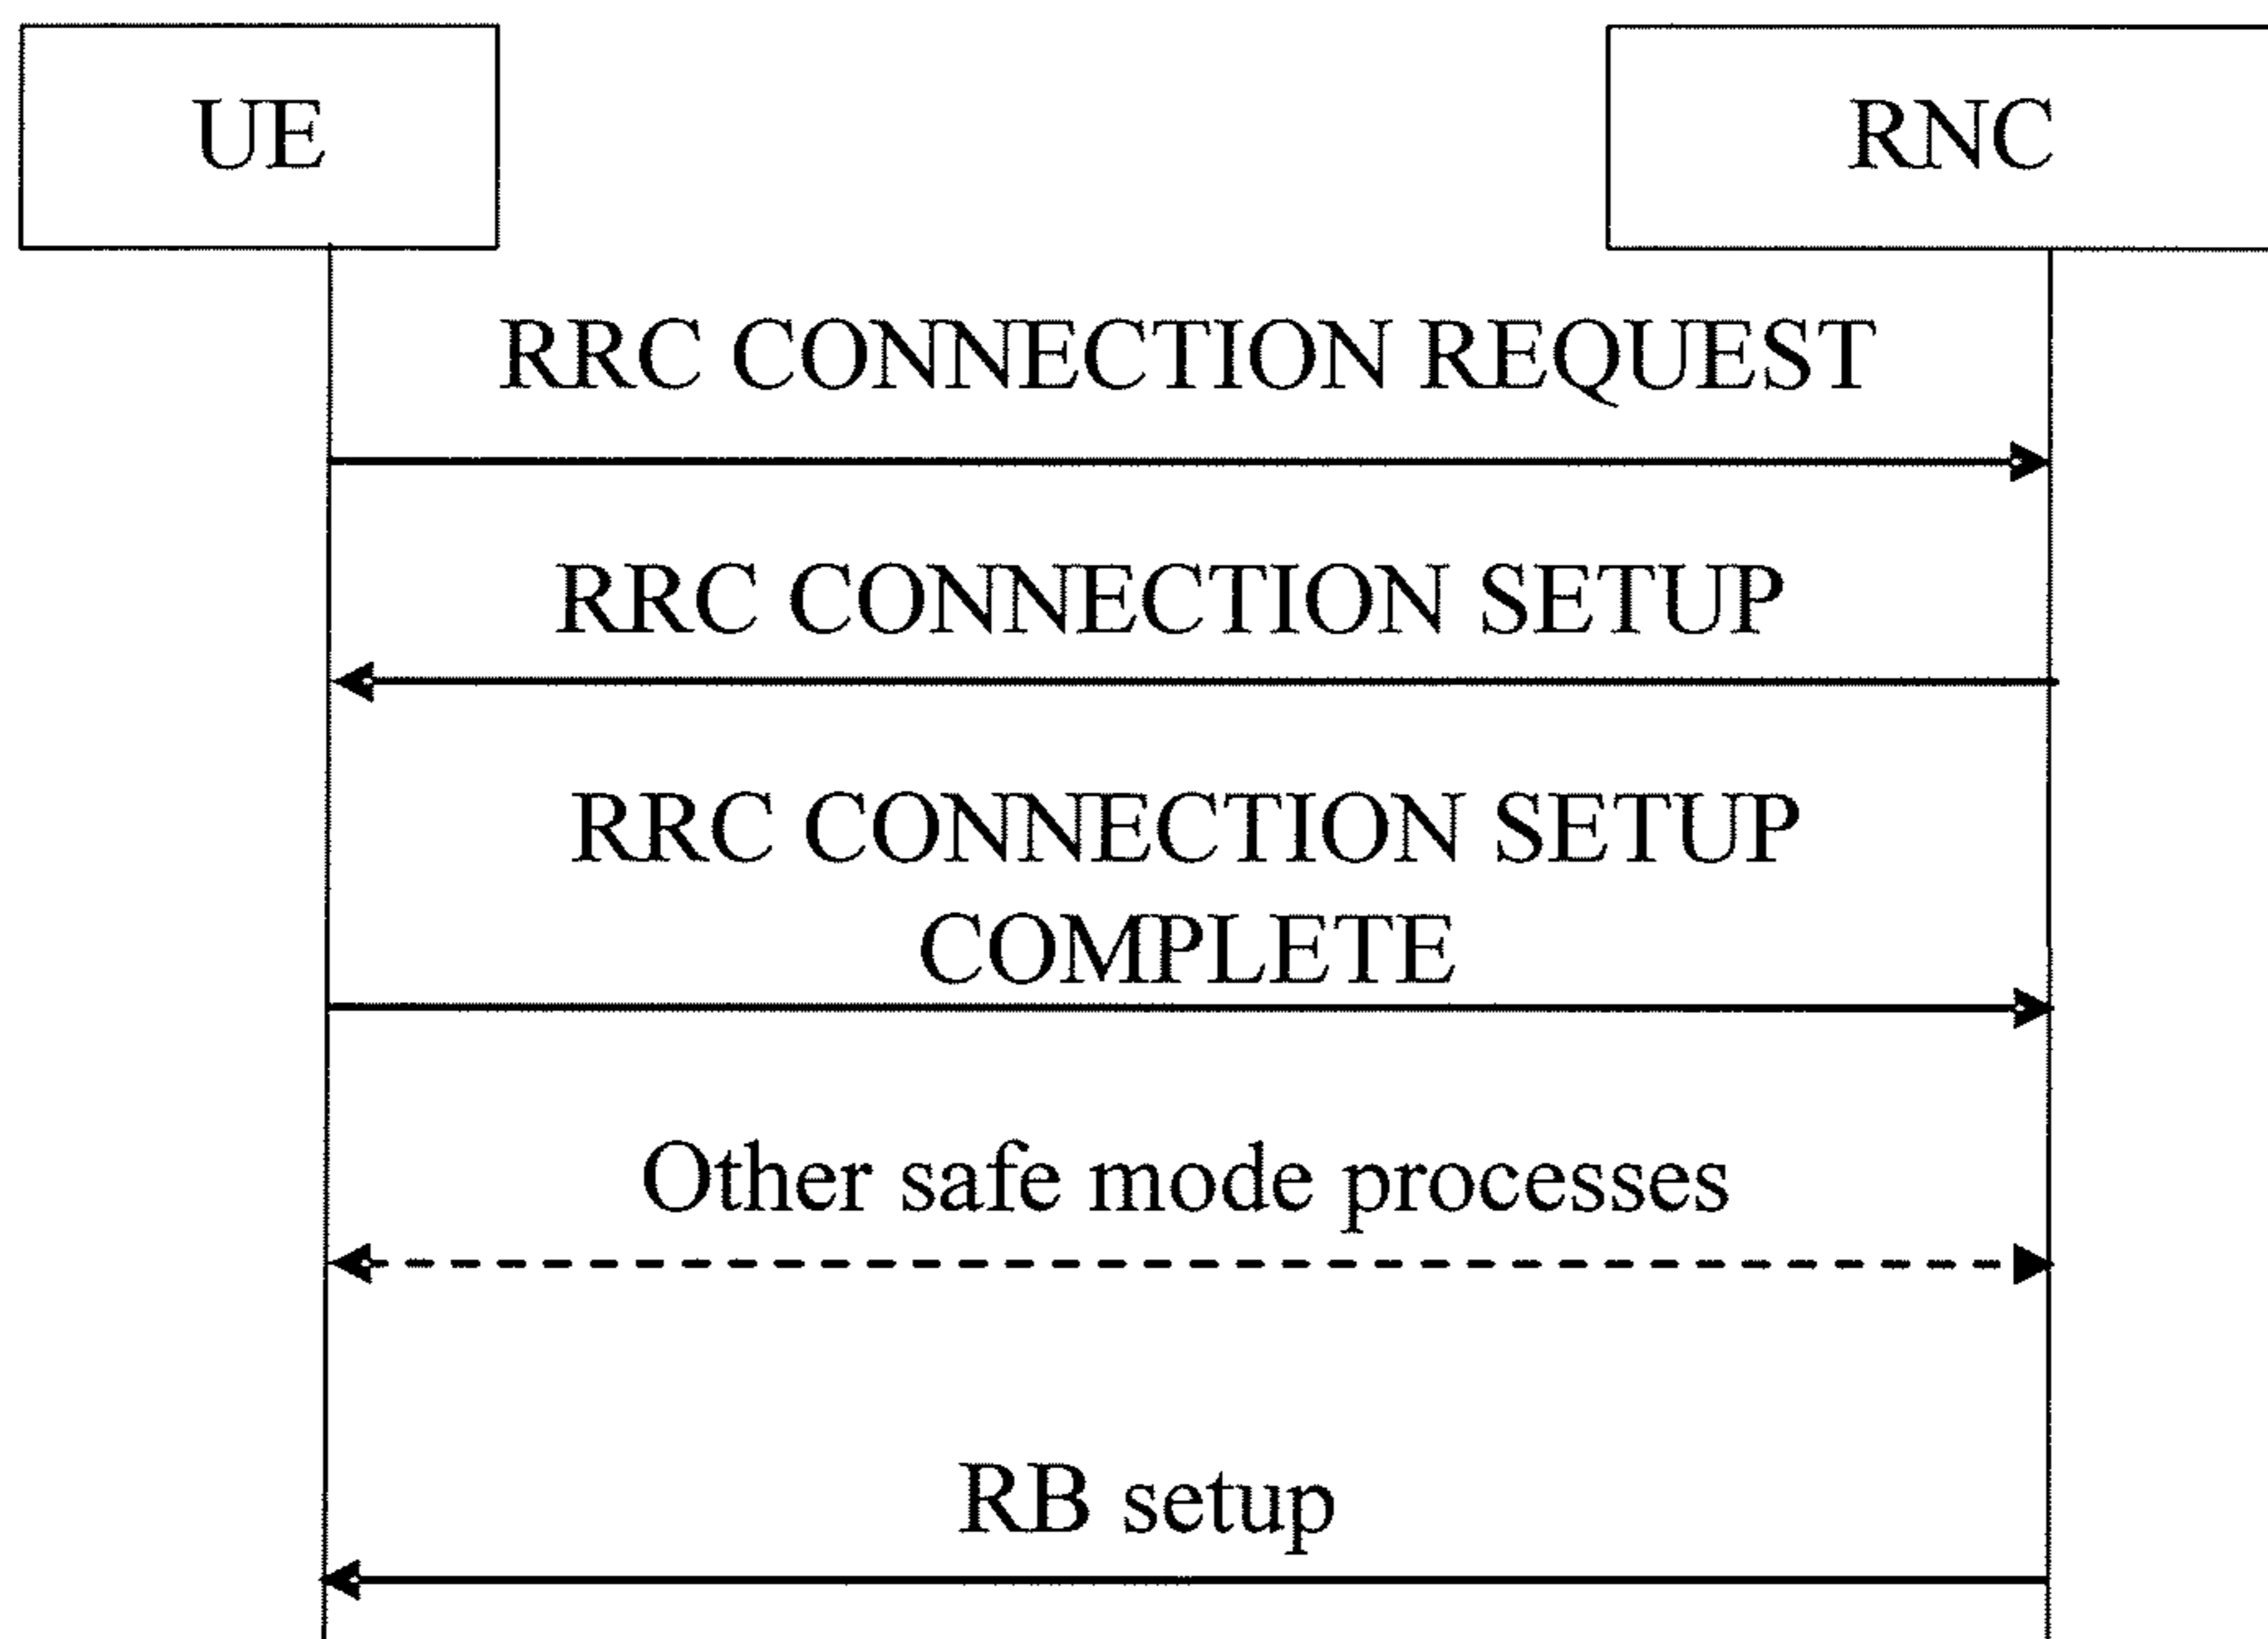 UE
RNC
RRC CONNECTION REQUEST
RRC CONNECTION SETUP
RRC CONNECTION SETUP
COMPLETE
Other safe mode processes
RB setup